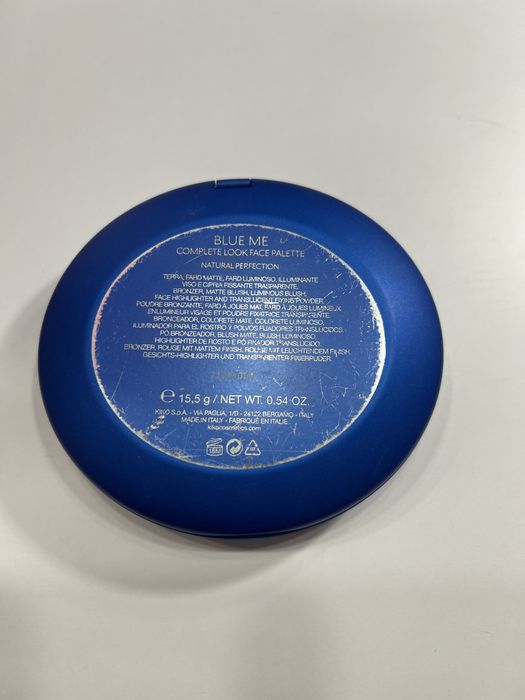 BLUE ME
COMPLETE LOOK FACE PALETTE
NATURAL PERFECTION
TERRA, FARD MATTE, FARD LUMINOSO, ILLUMINANTE
VISO E CIPRIA FISSANTE TRASPARENTE.
BRONZER, MATTE BLUSH, LUMINOUS BLUSH,
FACE HIGHLIGHTER AND TRANSLUCENT FIXING POWDER.
POUDRE BRONZANTE, FARD À JOUES MAT, FARD À JOUES LUMINEUX,
ENLUMINEUR VISAGE ET POUDRE FIXATRICE TRANSPARENTE.
BRONCEADOR, COLORETE MATE, COLORETE LUMINOSO,
ILUMINADOR PARA EL ROSTRO Y POLVOS FIJADORES TRANSLÚCIDOS.
PÓ BRONZEADOR, BLUSH MATE, BLUSH LUMINOSO,
HIGHLIGHTER DE ROSTO E PÓ FIXADOR TRANSLÚCIDO.
BRONZER, ROUGE MIT MATTEM FINISH, ROUGE MIT LEUCHTENDEM FINISH,
GESICHTS-HIGHLIGHTER UND TRANSPARENTER FIXIERPUDER.
℮ 15,5 g / NET WT. 0.54 OZ.
KIKO S.p.A. - VIA PAGLIA, 1/D - 24122 BERGAMO - ITALY
MADE IN ITALY - FABRIQUÉ EN ITALIE
kikocosmetics.com
18M